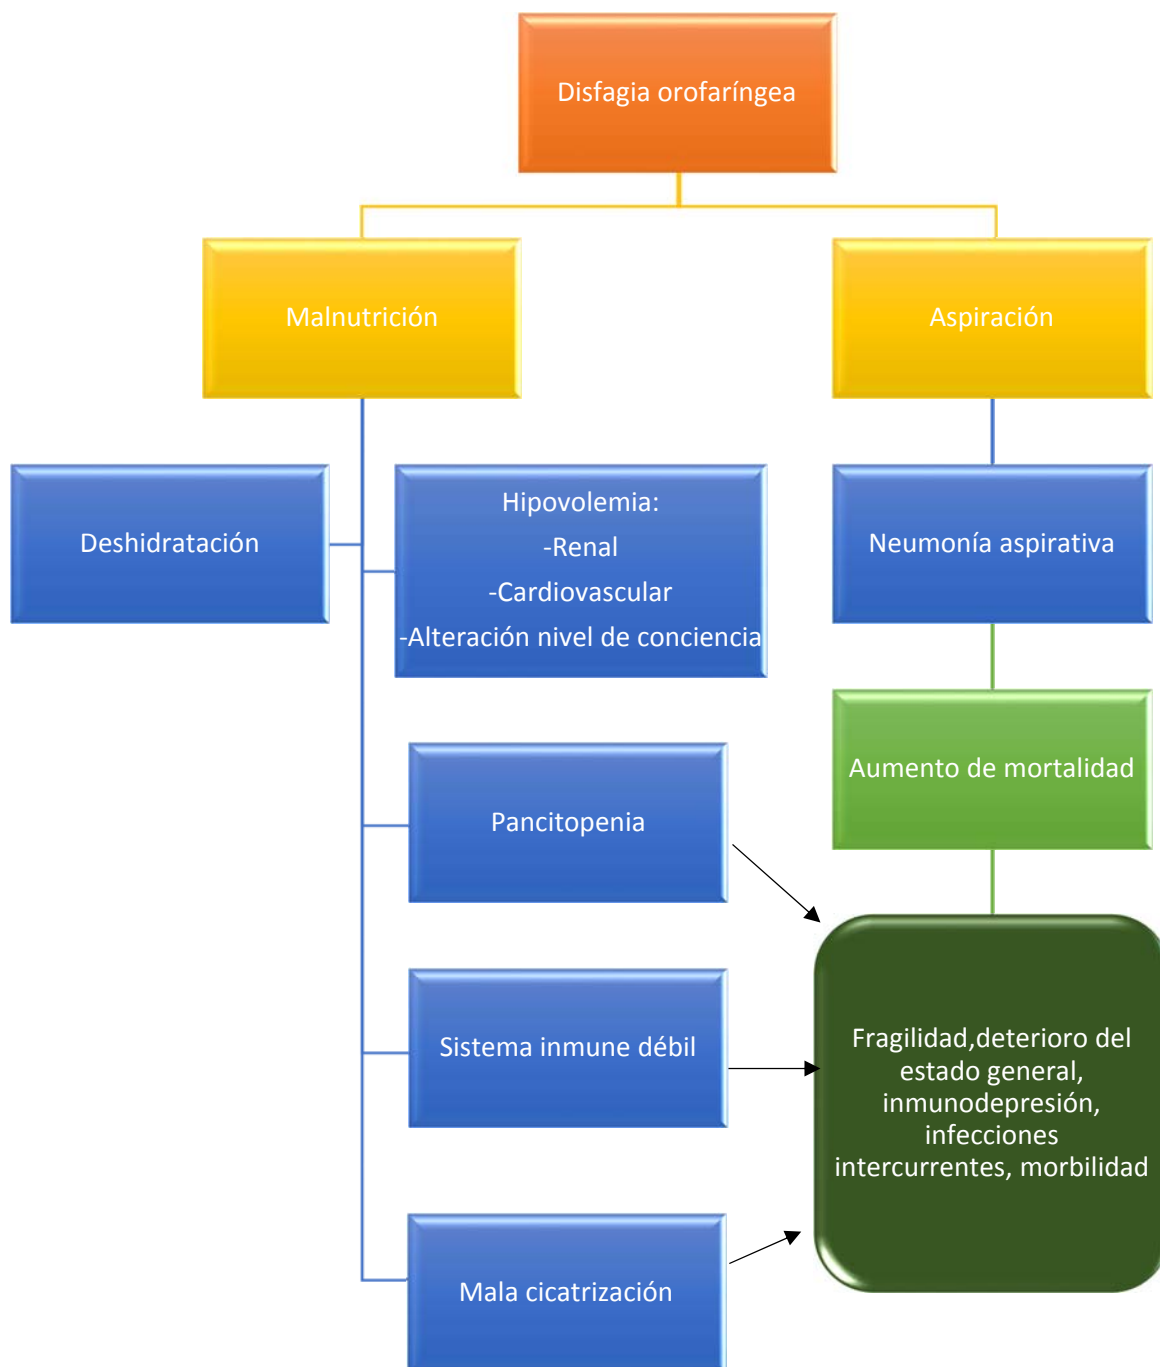 Disfagia orofaríngea
Malnutrición
Aspiración
Deshidratación
Hipovolemia:
-Renal
-Cardiovascular
-Alteración nivel de conciencia
Neumonía aspirativa
Aumento de mortalidad
Pancitopenia
Sistema inmune débil
Fragilidad,deterioro del
estado general,
inmunodepresión,
infecciones
intercurrentes, morbilidad
Mala cicatrización